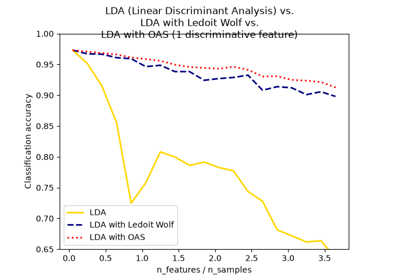 LDA (Linear Discriminant Analysis) vs.
LDA with Ledoit Wolf vs.
LDA with OAS (1 discriminative feature)
Classification accuracy
1.00
0.95
0.90
0.85
0.80
0.75
0.70
0.65
LDA
LDA with Ledoit Wolf
LDA with OAS
0.0 0.5 1.0 1.5 2.0 2.5 3.0 3.5
n_features / n_samples